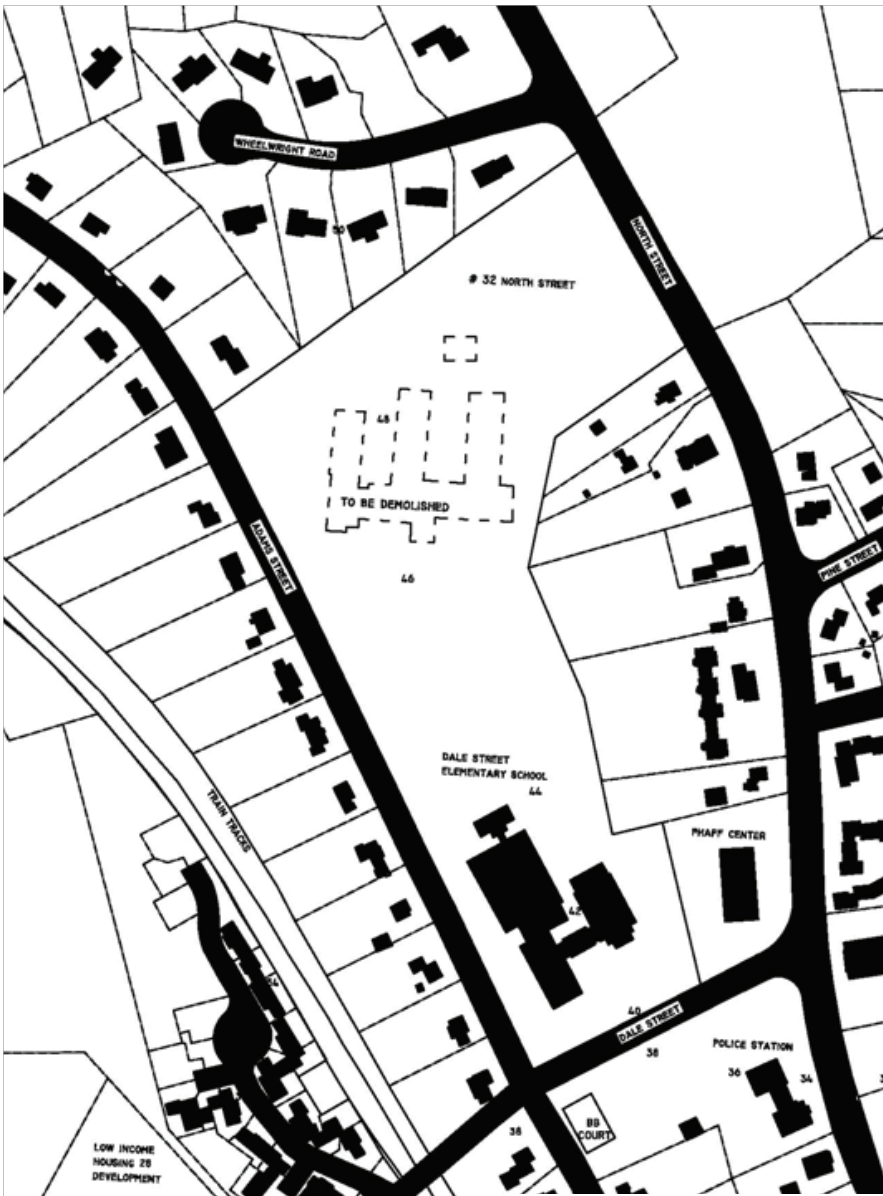 WHEELWRIGHT ROAD
50
NORTH STREET
# 32 NORTH STREET
48
TO BE DEMOLISHED
ADAMS STREET
46
PINE STREET
DALE STREET
ELEMENTARY SCHOOL
44
TRAIN TRACKS
PHAFF CENTER
42
40
DALE STREET
38
POLICE STATION
36
34
BB
COURT
38
LOW INCOME
HOUSING 28
DEVELOPMENT